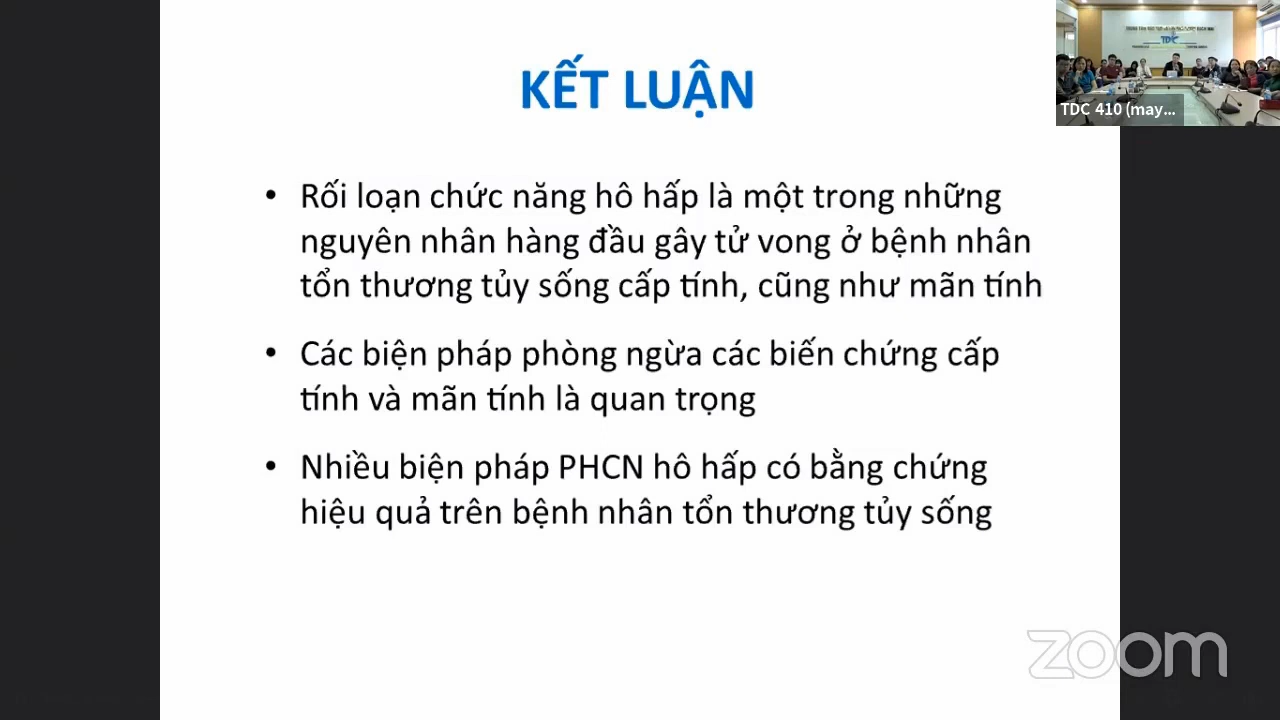 KẾT LUẬN
• Rối loạn chức năng hô hấp là một trong những
nguyên nhân hàng đầu gây tử vong ở bệnh nhân
tổn thương tủy sống cấp tính, cũng như mãn tính
• Các biện pháp phòng ngừa các biến chứng cấp
tính và mãn tính là quan trọng
• Nhiều biện pháp PHCN hô hấp có bằng chứng
hiệu quả trên bệnh nhân tổn thương tủy sống
TDC
TDC 410 (may...
zoom